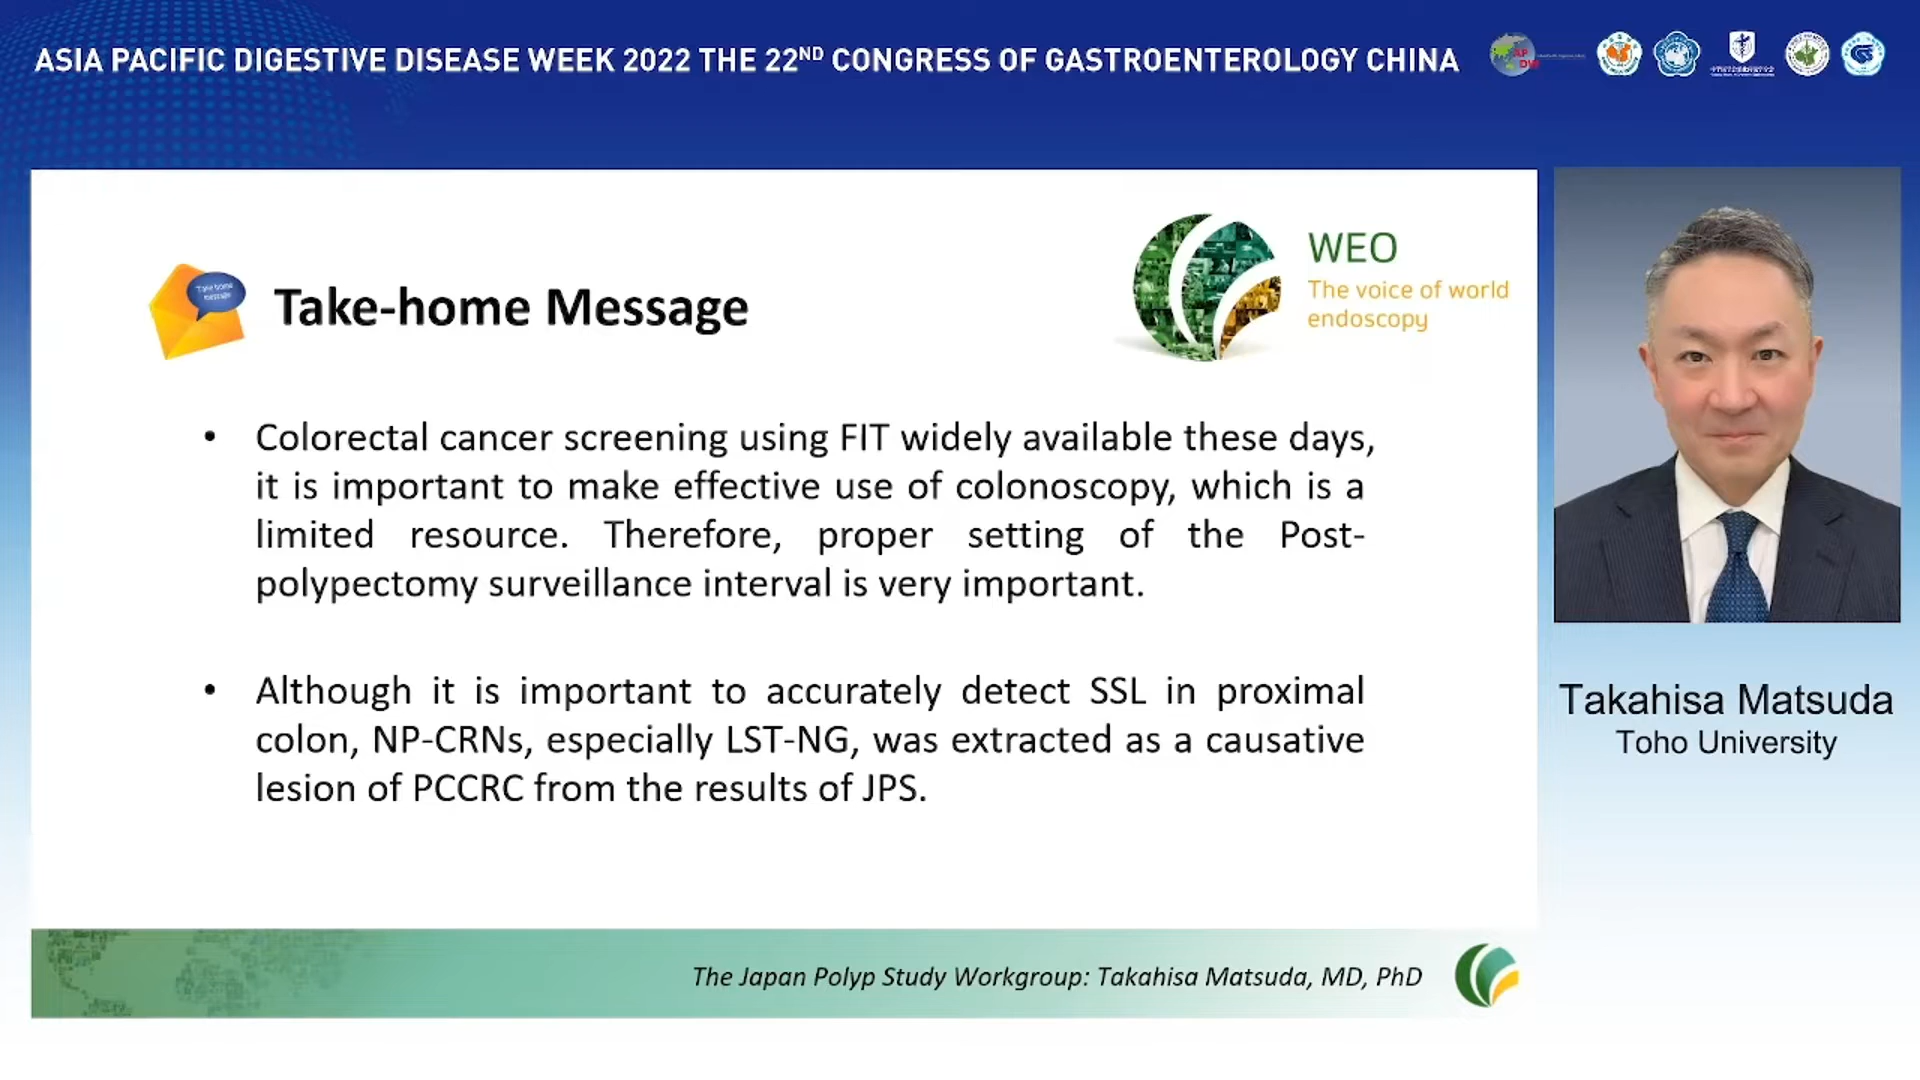 ASIA PACIFIC DIGESTIVE DISEASE WEEK 2022 THE 22ND CONGRESS OF GASTROENTEROLOGY CHINA
Take home
message
Take-home Message
WEO
The voice of world
endoscopy
• Colorectal cancer screening using FIT widely available these days,
it is important to make effective use of colonoscopy, which is a
limited resource. Therefore, proper setting of the Post-
polypectomy surveillance interval is very important.
• Although it is important to accurately detect SSL in proximal
colon, NP-CRNs, especially LST-NG, was extracted as a causative
lesion of PCCRC from the results of JPS.
Takahisa Matsuda
Toho University
The Japan Polyp Study Workgroup: Takahisa Matsuda, MD, PhD